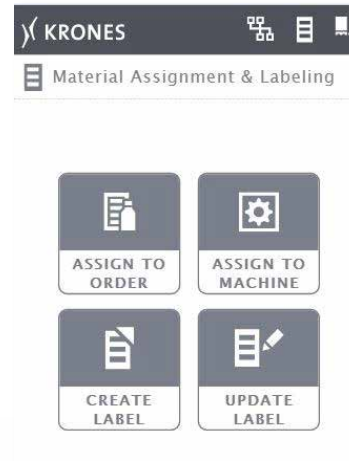 KRONES
Material Assignment & Labeling
ASSIGN TO
ORDER
ASSIGN TO
MACHINE
CREATE
LABEL
UPDATE
LABEL